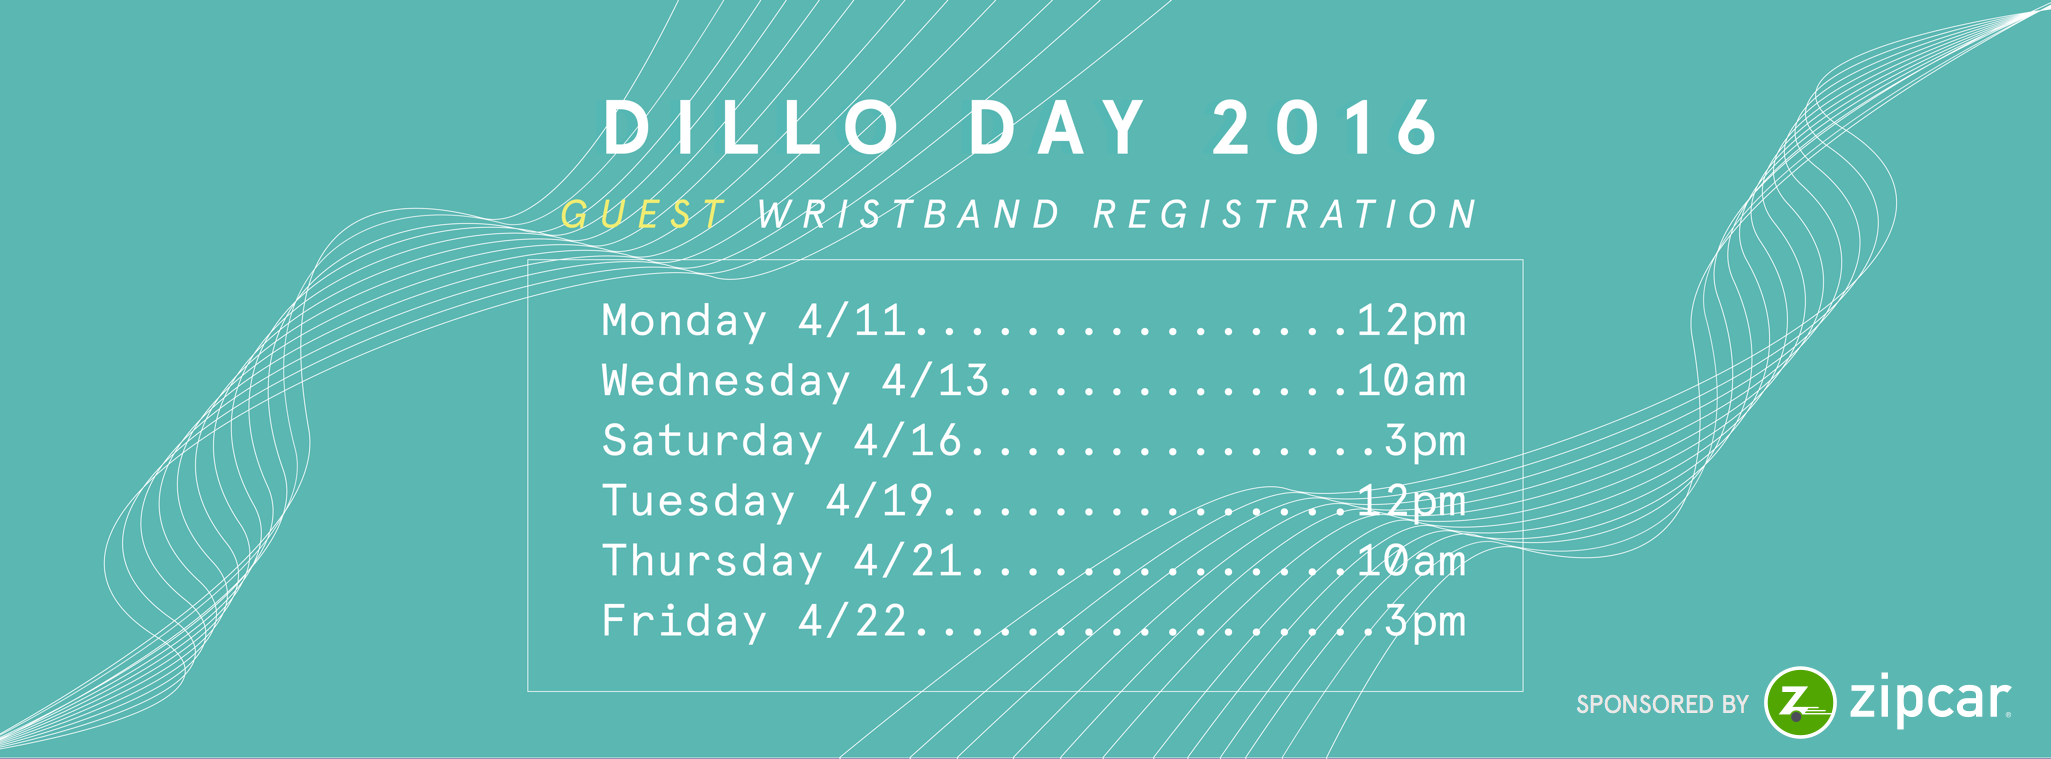 DILLO DAY 2016
GUEST WRISTBAND REGISTRATION
Monday 4/11................12pm
Wednesday 4/13.............10am
Saturday 4/16...............3pm
Tuesday 4/19...............12pm
Thursday 4/21..............10am
Friday 4/22.................3pm
SPONSORED BY Z zipcar®